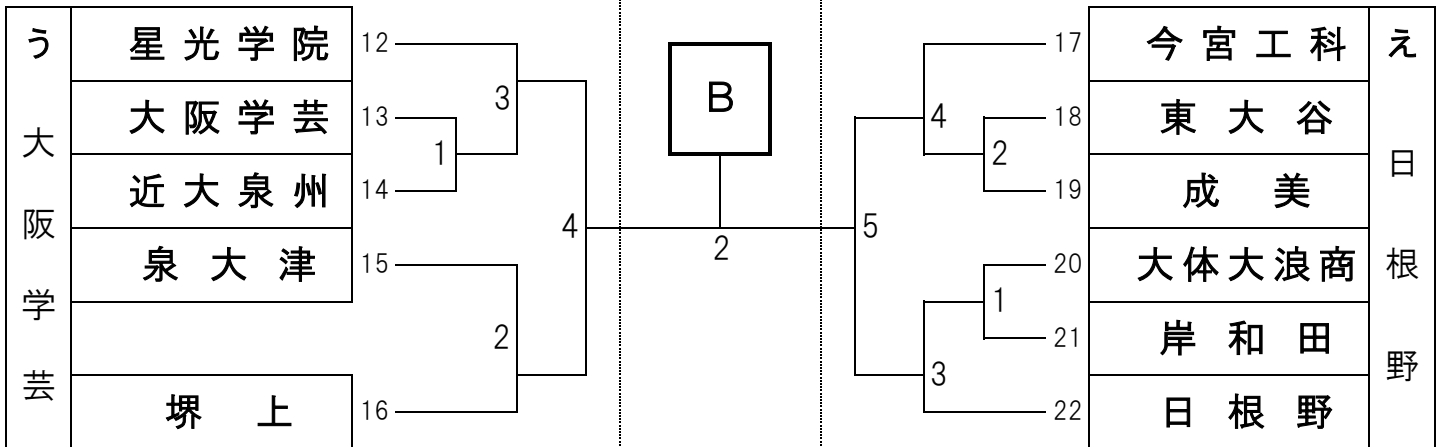 う 大阪学芸
星光学院 12
大阪学芸 13
近大泉州 14
泉大津 15
堺上 16
3
1
4
2
B
2
5
4
2
1
3
17 今宮工科
18 東大谷
19 成美
20 大体大浪商
21 岸和田
22 日根野
え 日根野